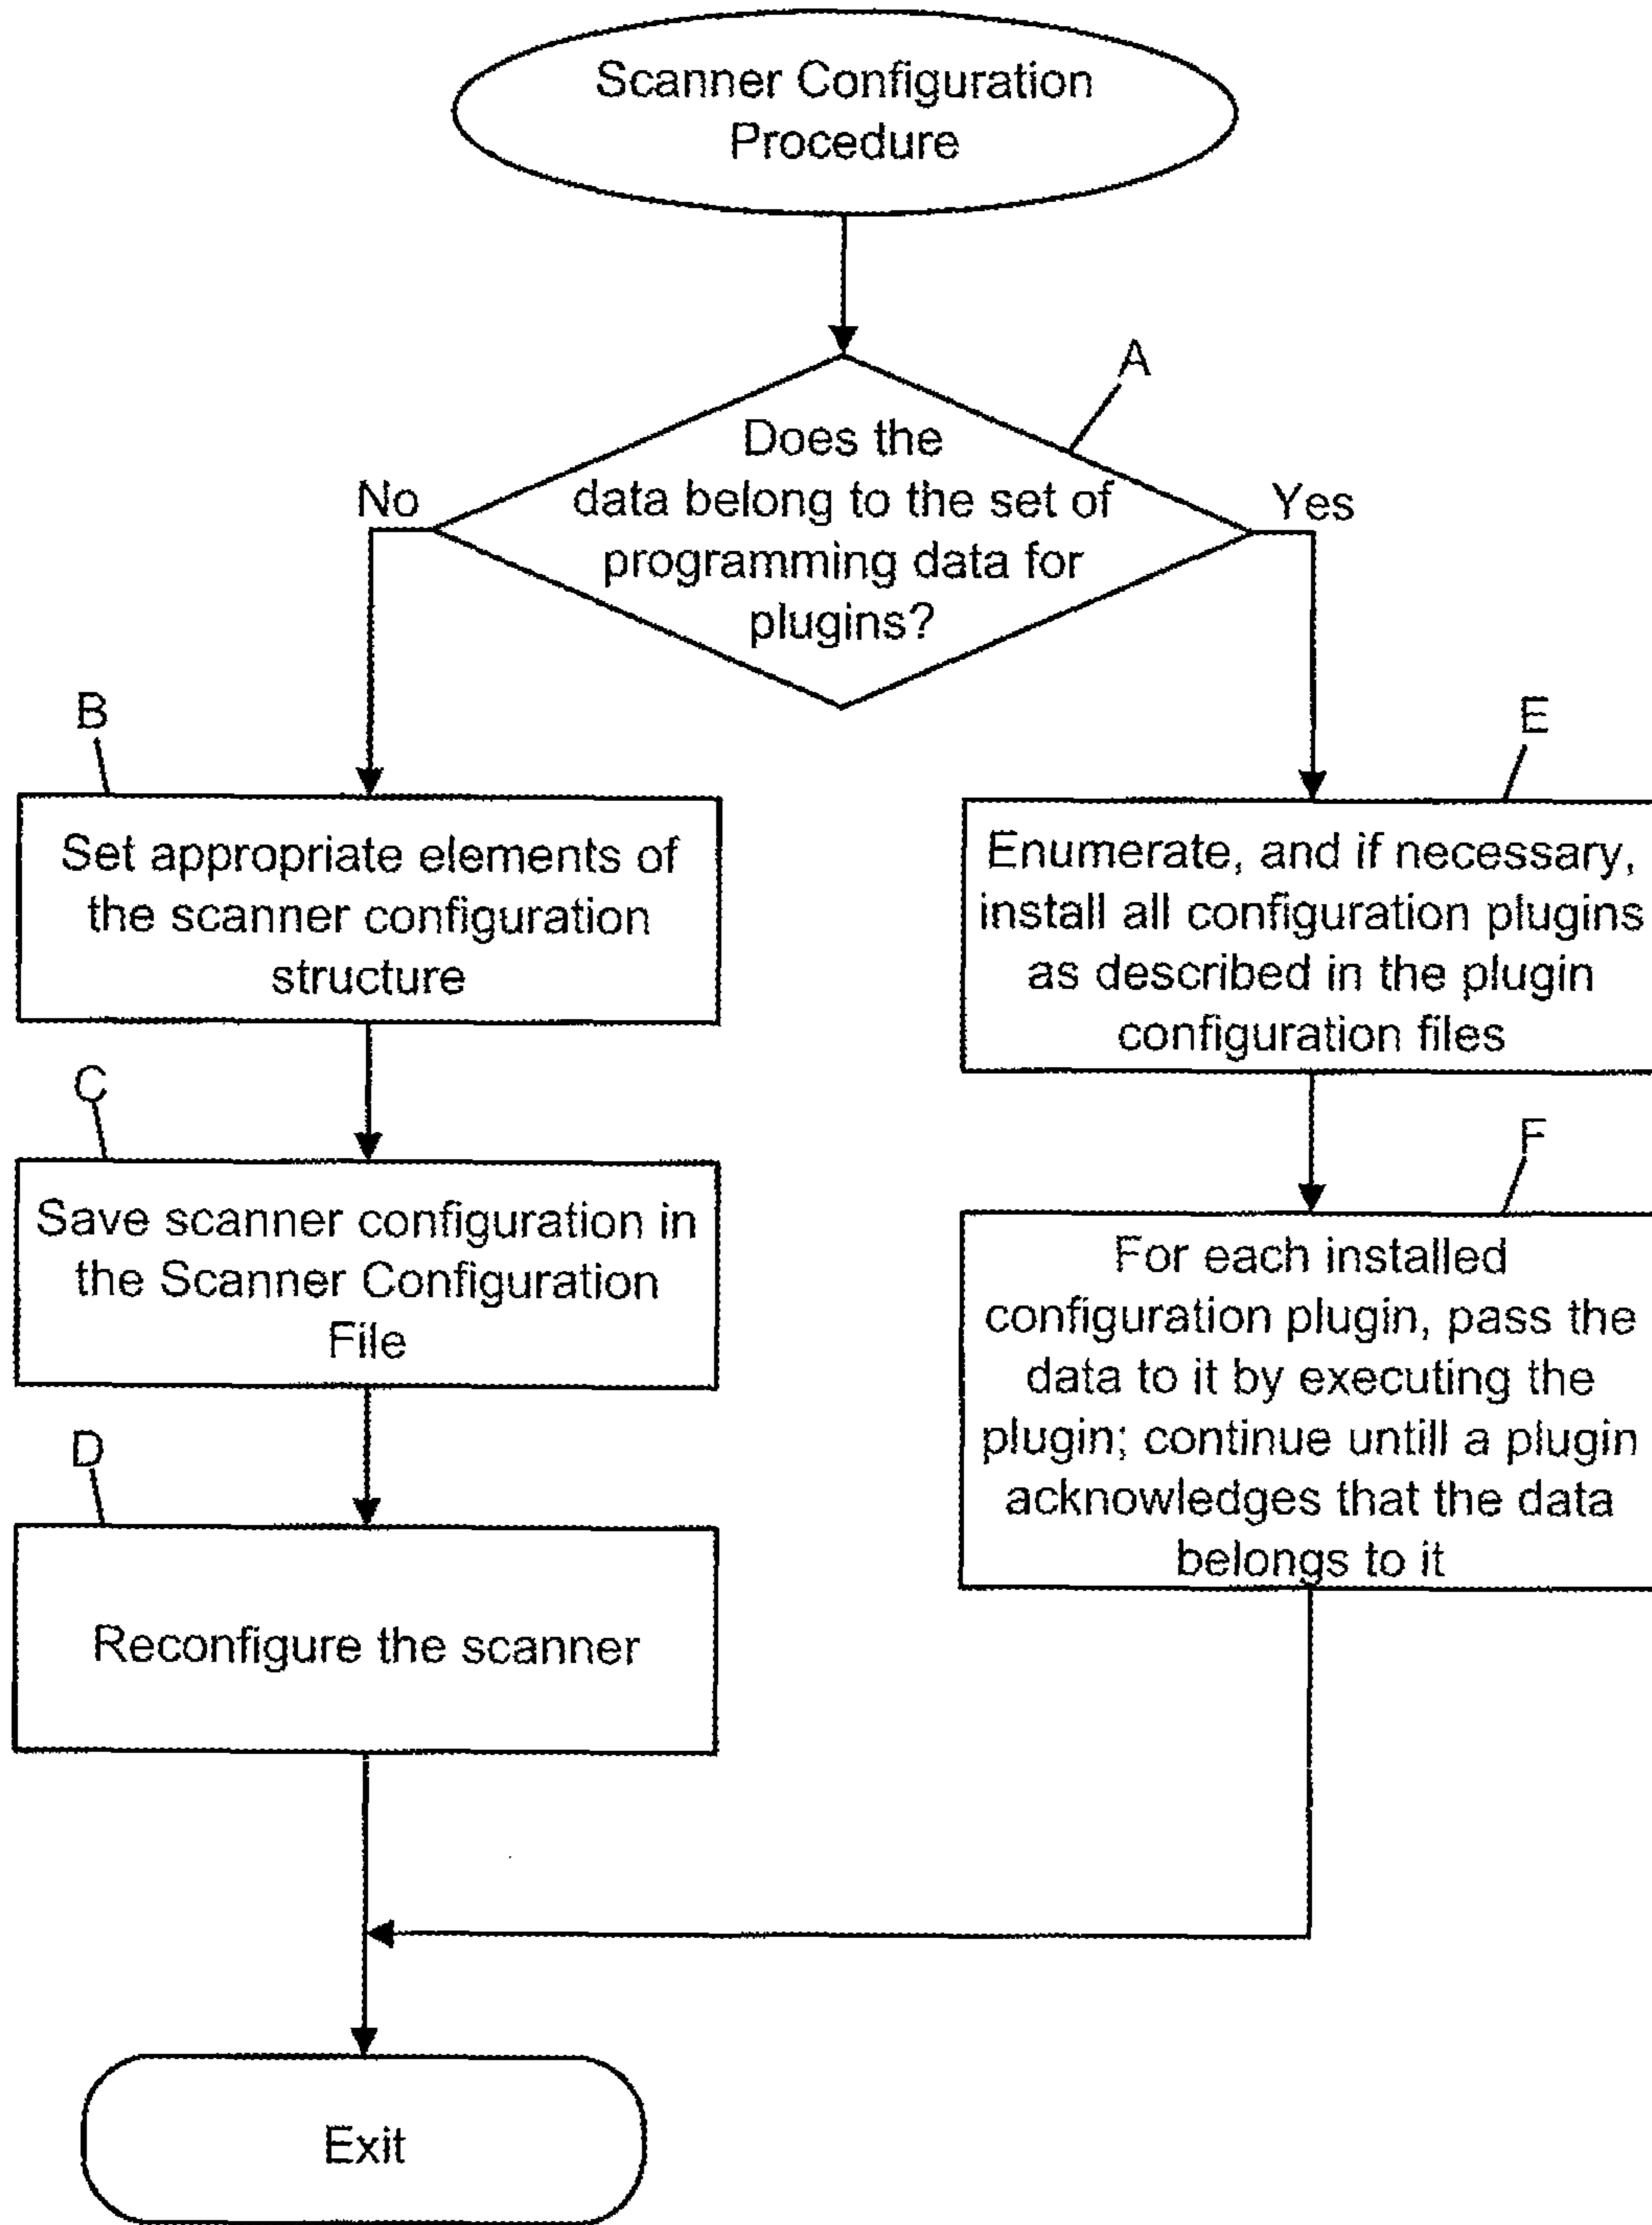 Scanner Configuration
Procedure
A
Does the
data belong to the set of
programming data for
plugins?
No
Yes
B
Set appropriate elements of
the scanner configuration
structure
C
Save scanner configuration in
the Scanner Configuration
File
D
Reconfigure the scanner
E
Enumerate, and if necessary,
install all configuration plugins
as described in the plugin
configuration files
F
For each installed
configuration plugin, pass the
data to it by executing the
plugin; continue untill a plugin
acknowledges that the data
belongs to it
Exit